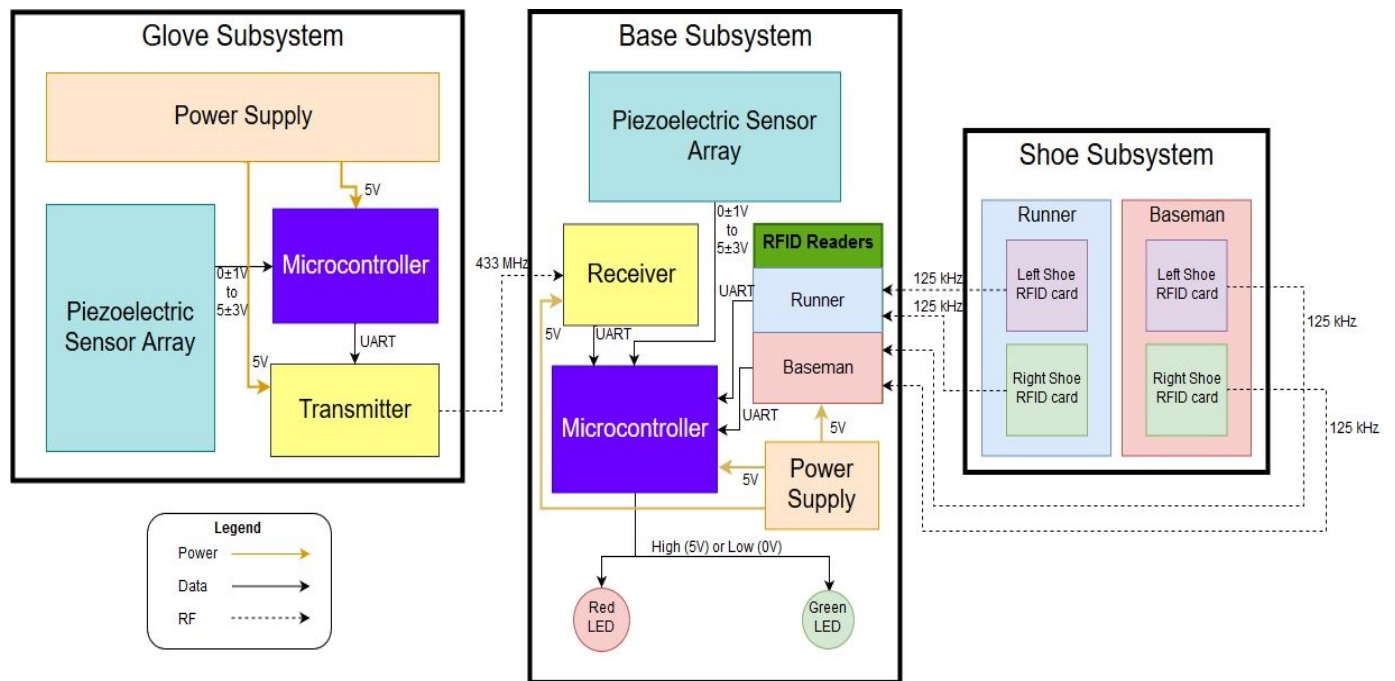 Glove Subsystem
Power Supply
5V
Piezoelectric
Sensor Array
0±1V
to
5±3V
Microcontroller
UART
5V
Transmitter
433 MHz
Legend
Power
Data
RF
Base Subsystem
Piezoelectric Sensor
Array
0±1V
to
5±3V
RFID Readers
Receiver
Runner
UART
5V
UART
Baseman
UART
Microcontroller
5V
5V
Power
Supply
High (5V) or Low (0V)
Red
LED
Green
LED
Shoe Subsystem
Runner
Left Shoe
RFID card
Right Shoe
RFID card
Baseman
Left Shoe
RFID card
Right Shoe
RFID card
125 kHz
125 kHz
125 kHz
125 kHz